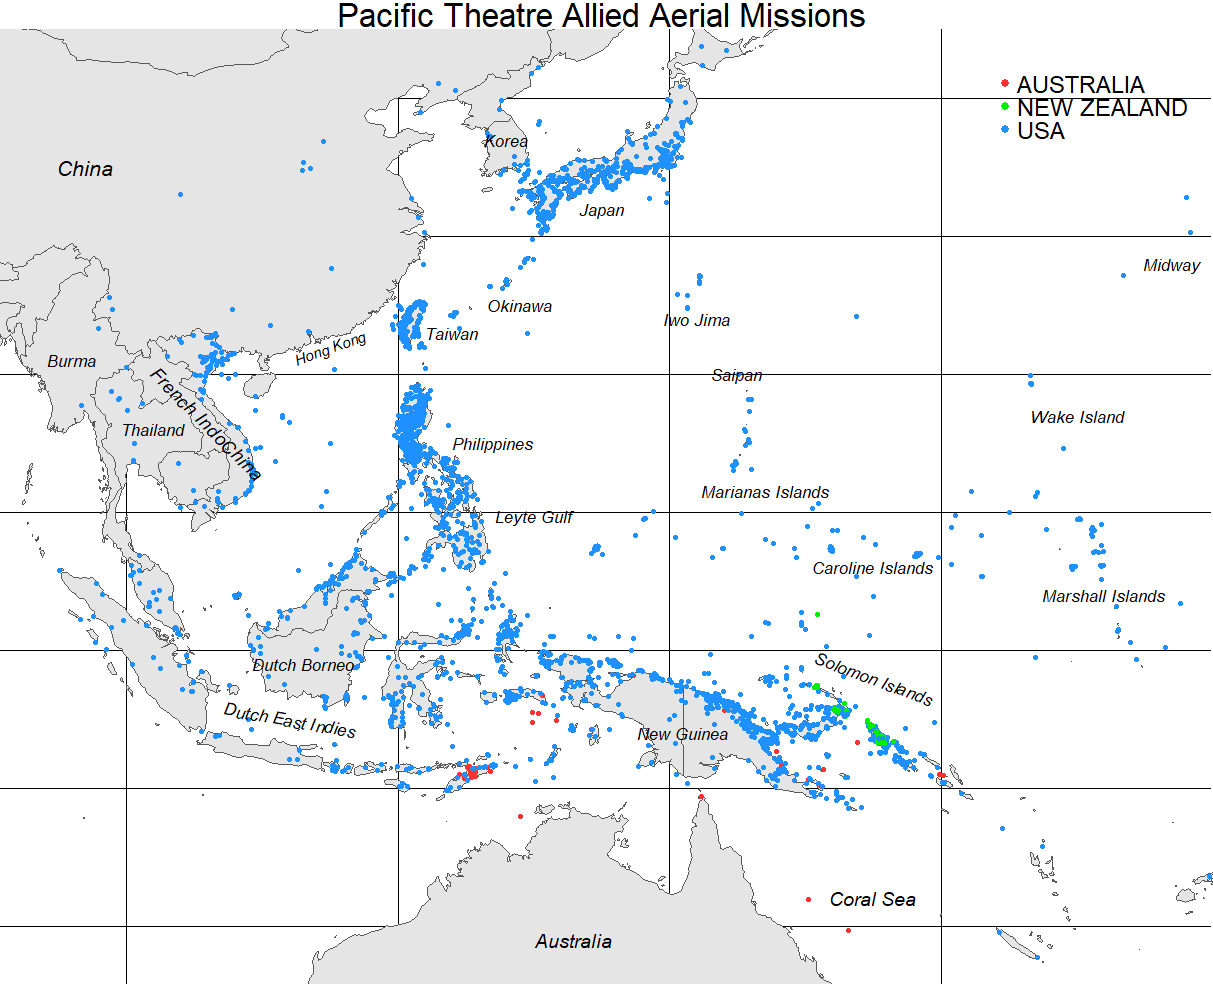 Pacific Theatre Allied Aerial Missions
AUSTRALIA
NEW ZEALAND
USA
Korea
China
Japan
Midway
Okinawa
Iwo Jima
Taiwan
Hong Kong
Burma
Saipan
French IndoChina
Wake Island
Thailand
Philippines
Marianas Islands
Leyte Gulf
Caroline Islands
Marshall Islands
Dutch Borneo
Solomon Islands
Dutch East Indies
New Guinea
Coral Sea
Australia